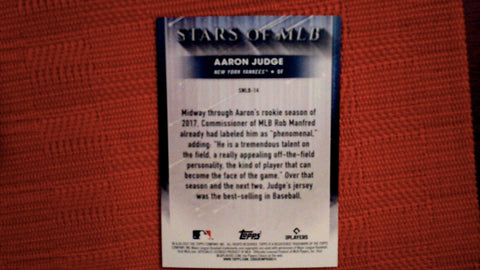 STARS OF MLB
AARON JUDGE
NEW YORK YANKEES • OF
SMLB-14
Midway through Aaron's rookie season of
2017, Commissioner of MLB Rob Manfred
already had labeled him as "phenomenal,"
adding: "He is a tremendous talent on
the field, a really appealing off-the-field
personality, the kind of player that can
become the face of the game." Over that
season and the next two, Judge's jersey
was the best-selling in Baseball.
Topps
PLAYERS